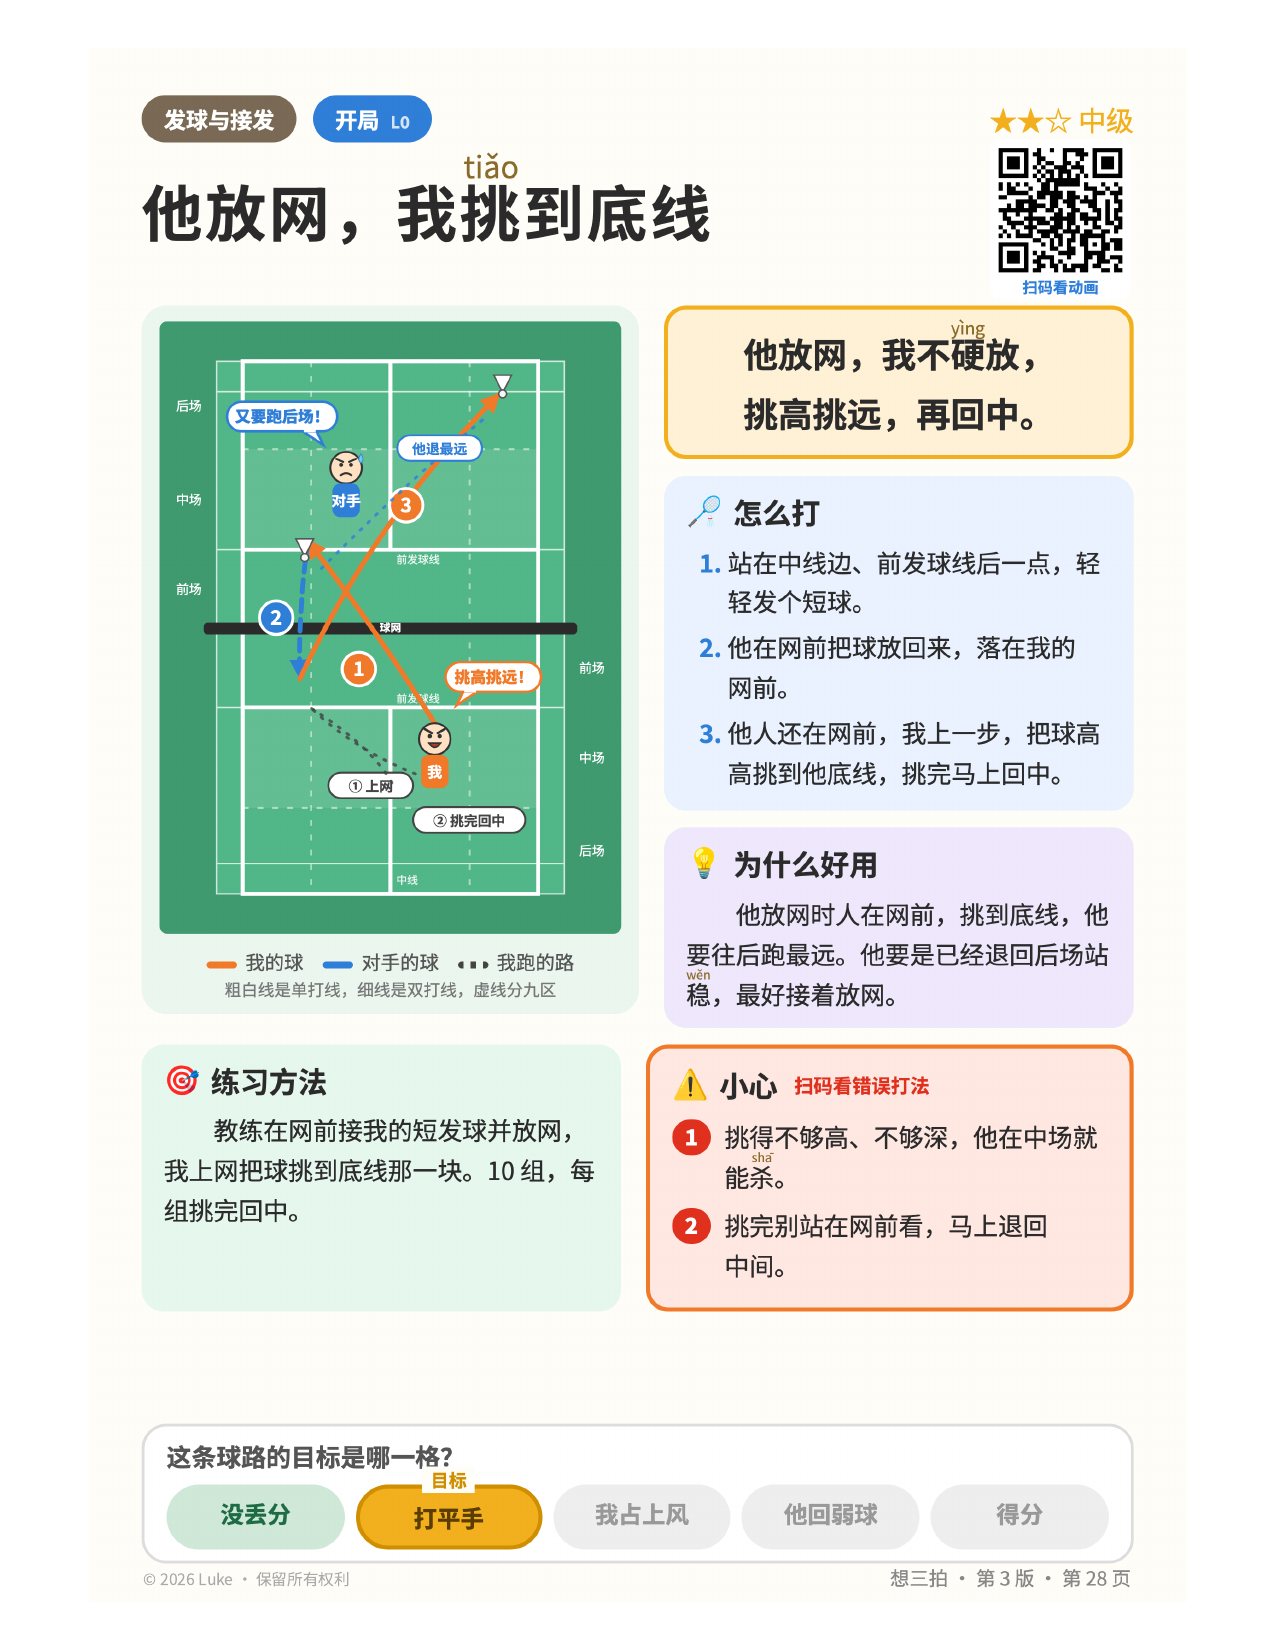 发球与接发
开局 L0
★★☆ 中级
tiǎo
他放网，我挑到底线
扫码看动画
后场
中场
前场
又要跑后场！
他退最远
对手
3
前发球线
2
球网
1
挑高挑远！
前发球线
我
① 上网
② 挑完回中
中线
前场
中场
后场
我的球 对手的球 我跑的路
粗白线是单打线，细线是双打线，虚线分九区
yìng
他放网，我不硬放，
挑高挑远，再回中。
怎么打
1. 站在中线边、前发球线后一点，轻
轻发个短球。
2. 他在网前把球放回来，落在我的
网前。
3. 他人还在网前，我上一步，把球高
高挑到他底线，挑完马上回中。
为什么好用
他放网时人在网前，挑到底线，他
要往后跑最远。他要是已经退回后场站
wěn
稳，最好接着放网。
练习方法
教练在网前接我的短发球并放网，
我上网把球挑到底线那一块。10 组，每
组挑完回中。
小心 扫码看错误打法
1 挑得不够高、不够深，他在中场就
shā
能杀。
2 挑完别站在网前看，马上退回
中间。
这条球路的目标是哪一格？
目标
没丢分 打平手 我占上风 他回弱球 得分
© 2026 Luke · 保留所有权利
想三拍 · 第 3 版 · 第 28 页